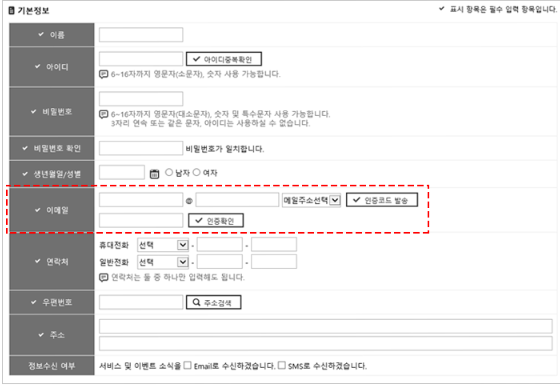 기본정보
✔ 표시 항목은 필수 입력 항목입니다.
✔ 이름
✔ 아이디
✔ 아이디중복확인
6~16자까지 영문자(소문자), 숫자 사용 가능합니다.
✔ 비밀번호
6~16자까지 영문자(대소문자), 숫자 및 특수문자 사용 가능합니다.
3자리 연속 또는 같은 문자, 아이디는 사용하실 수 없습니다.
✔ 비밀번호 확인
비밀번호가 일치합니다.
✔ 생년월일/성별
남자 여자
✔ 이메일
@ 메일주소선택 ✔ 인증코드 발송
✔ 인증확인
✔ 연락처
휴대전화 선택 - -
일반전화 선택 - -
연락처는 둘 중 하나만 입력해도 됩니다.
✔ 우편번호
주소검색
✔ 주소
정보수신 여부
서비스 및 이벤트 소식을 Email로 수신하겠습니다. SMS로 수신하겠습니다.